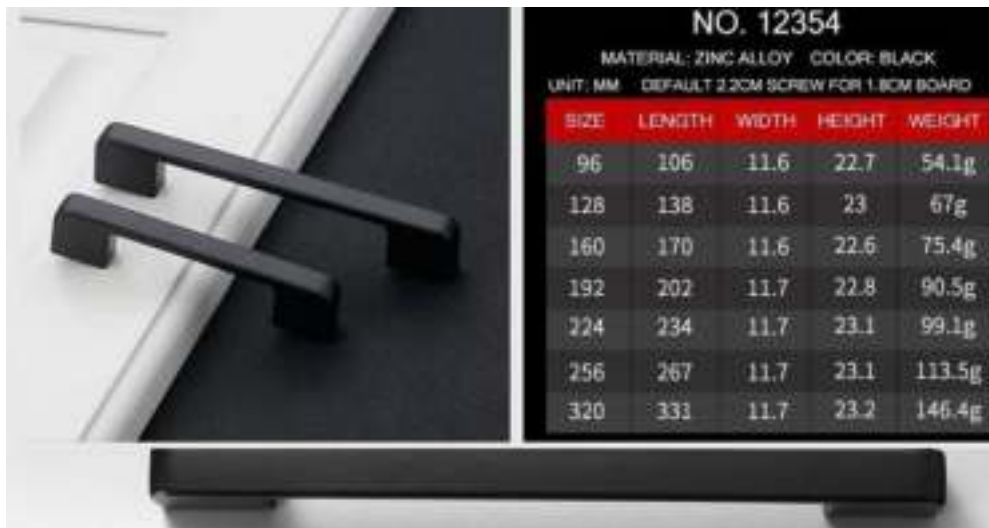 NO. 12354
MATERIAL: ZINC ALLOY COLOR: BLACK
UNIT: MM DEFAULT 2.2CM SCREW FOR 1.8CM BOARD
SIZE LENGTH WIDTH HEIGHT WEIGHT
96 106 11.6 22.7 54.1g
128 138 11.6 23 67g
160 170 11.6 22.6 75.4g
192 202 11.7 22.8 90.5g
224 234 11.7 23.1 99.1g
256 267 11.7 23.1 113.5g
320 331 11.7 23.2 146.4g